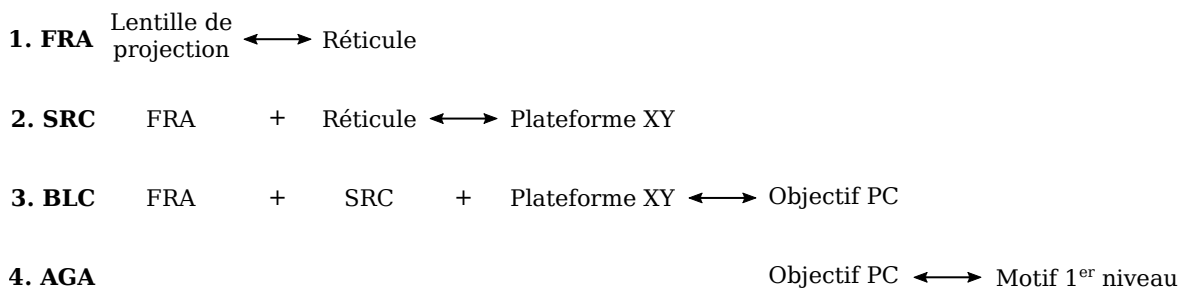 1. FRA Lentille de projection Réticule
2. SRC FRA + Réticule Plateforme XY
3. BLC FRA + SRC + Plateforme XY Objectif PC
4. AGA Objectif PC Motif 1er niveau